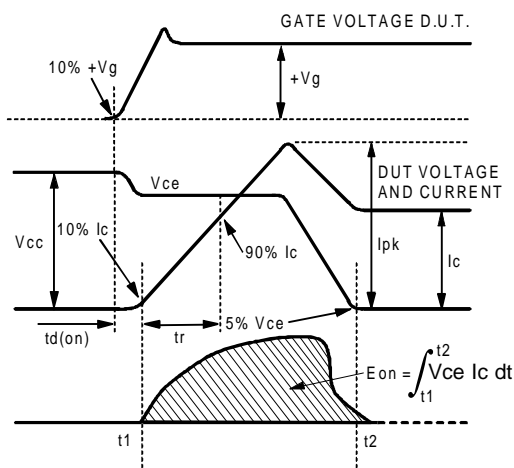 GATE VOLTAGE D.U.T.
10% +Vg
+Vg
Vce
DUT VOLTAGE
AND CURRENT
Vcc
10% Ic
90% Ic
Ipk
Ic
td(on)
tr
5% Vce
Eon = ∫ Vce Ic dt
t2
t1
t1
t2